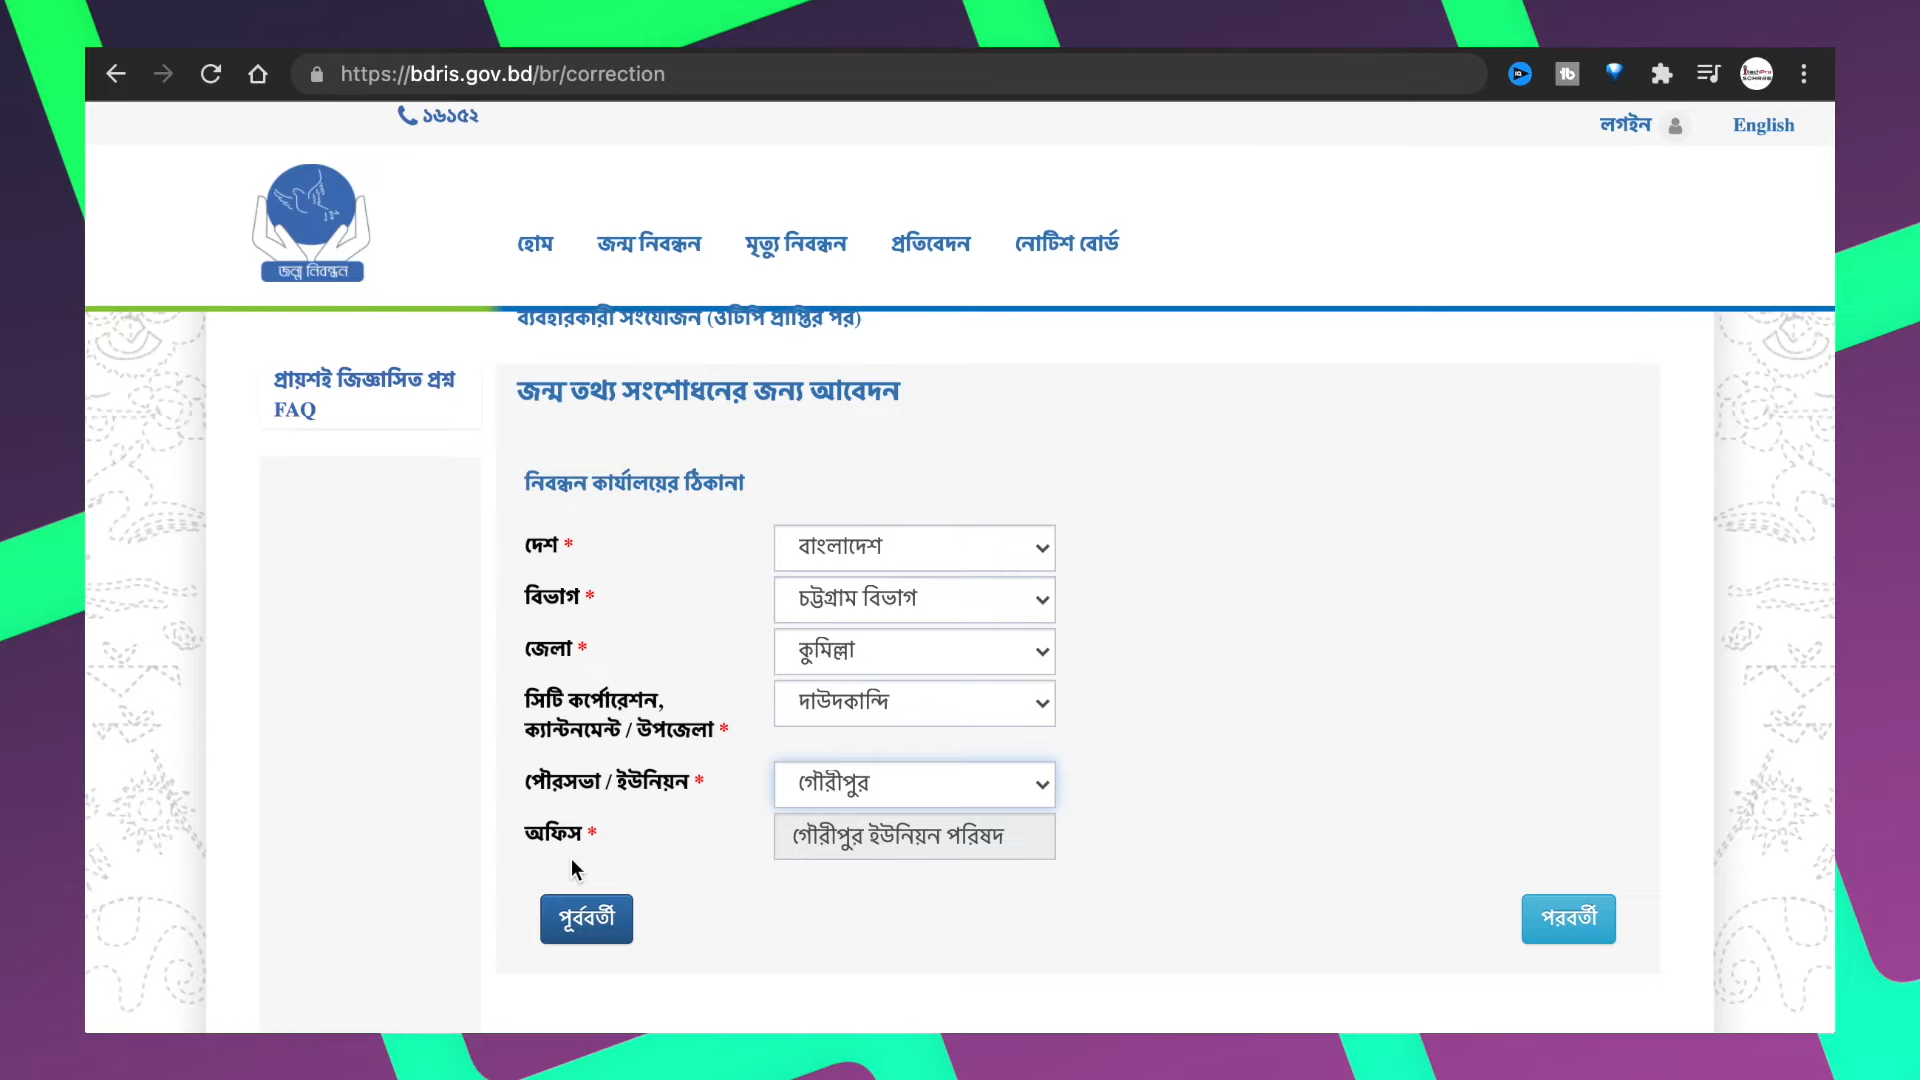 https://bdris.gov.bd/br/correction
১৬১৫২
লগইন
English
জন্ম নিবন্ধন
হোম
জন্ম নিবন্ধন
মৃত্যু নিবন্ধন
প্রতিবেদন
নোটিশ বোর্ড
ব্যবহারকারী সংযোজন (ওটিপি প্রাপ্তির পর)
প্রায়শই জিজ্ঞাসিত প্রশ্ন
FAQ
জন্ম তথ্য সংশোধনের জন্য আবেদন
নিবন্ধন কার্যালয়ের ঠিকানা
দেশ *
বাংলাদেশ
বিভাগ *
চট্টগ্রাম বিভাগ
জেলা *
কুমিল্লা
সিটি কর্পোরেশন,
ক্যান্টনমেন্ট / উপজেলা *
দাউদকান্দি
পৌরসভা / ইউনিয়ন *
গৌরীপুর
অফিস *
গৌরীপুর ইউনিয়ন পরিষদ
পূর্ববর্তী
পরবর্তী